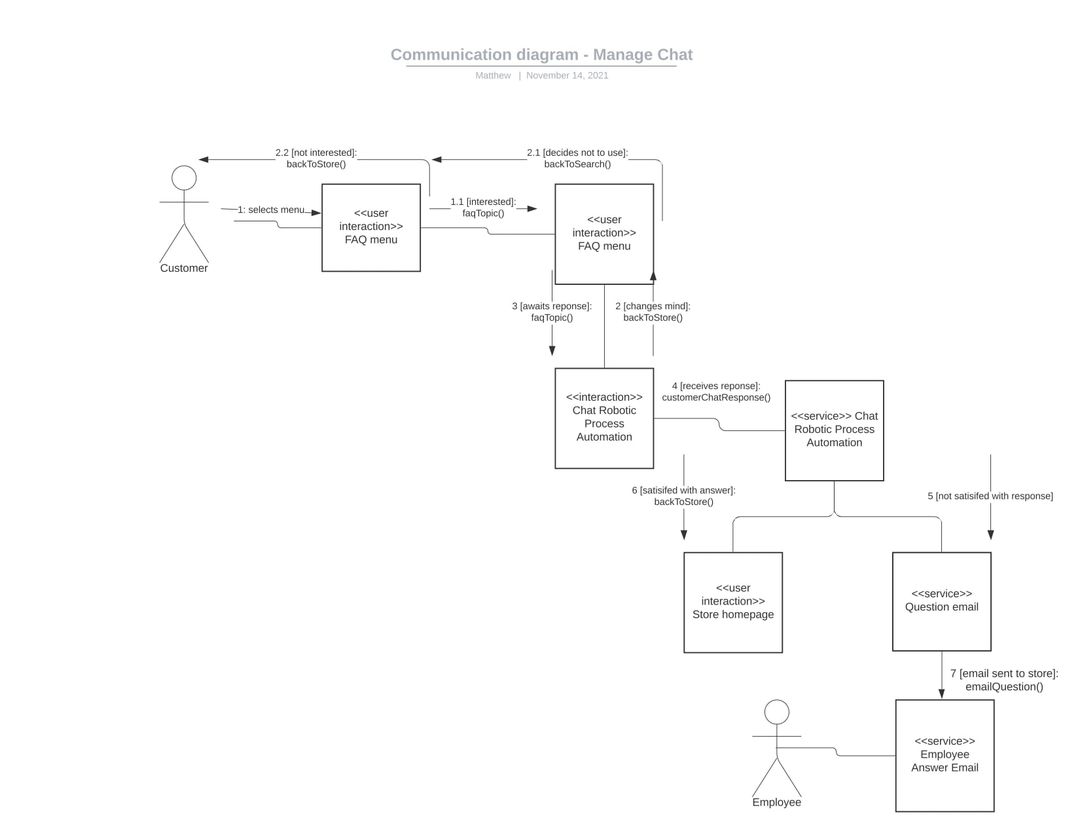 Communication diagram - Manage Chat
Matthew | November 14, 2021
2.2 [not interested]:
backToStore()
2.1 [decides not to use]:
backToSearch()
1: selects menu
1.1 [interested]:
faqTopic()
<<user
interaction>>
FAQ menu
<<user
interaction>>
FAQ menu
Customer
3 [awaits reponse]:
faqTopic()
2 [changes mind]:
backToStore()
<<interaction>>
Chat Robotic
Process
Automation
4 [receives reponse]:
customerChatResponse()
<<service>> Chat
Robotic Process
Automation
6 [satisifed with answer]:
backToStore()
5 [not satisifed with response]
<<user
interaction>>
Store homepage
<<service>>
Question email
7 [email sent to store]:
emailQuestion()
<<service>>
Employee
Answer Email
Employee